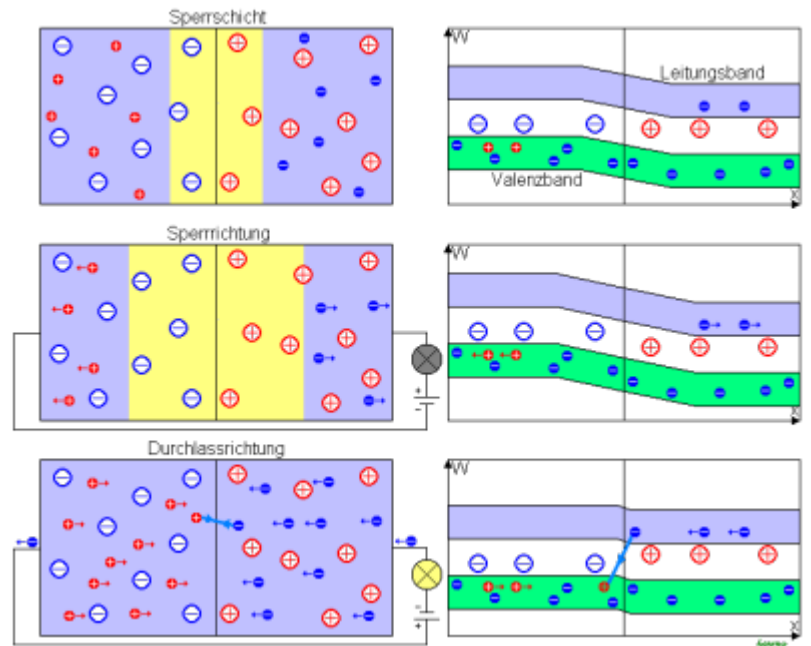 Sperrschicht
W
Leitungsband
Valenzband
x
Sperrrichtung
W
x
+
-
Durchlassrichtung
W
x
-
+